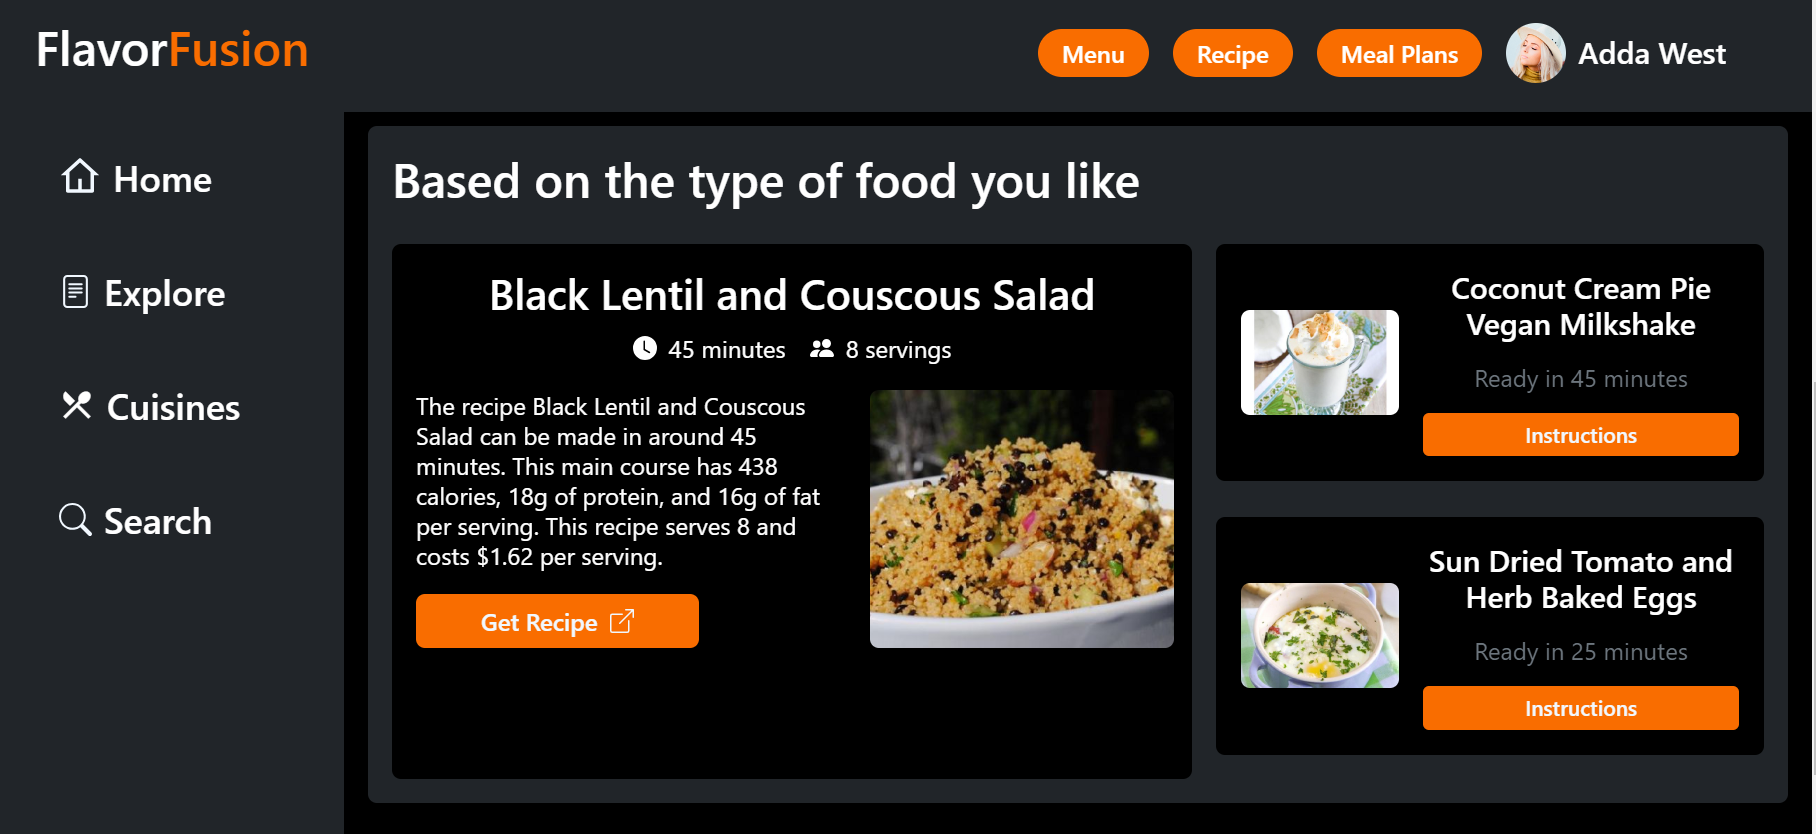 FlavorFusion
Menu
Recipe
Meal Plans
Adda West
Home
Explore
Cuisines
Search
Based on the type of food you like
Black Lentil and Couscous Salad
45 minutes
8 servings
The recipe Black Lentil and Couscous
Salad can be made in around 45
minutes. This main course has 438
calories, 18g of protein, and 16g of fat
per serving. This recipe serves 8 and
costs $1.62 per serving.
Get Recipe
Coconut Cream Pie
Vegan Milkshake
Ready in 45 minutes
Instructions
Sun Dried Tomato and
Herb Baked Eggs
Ready in 25 minutes
Instructions